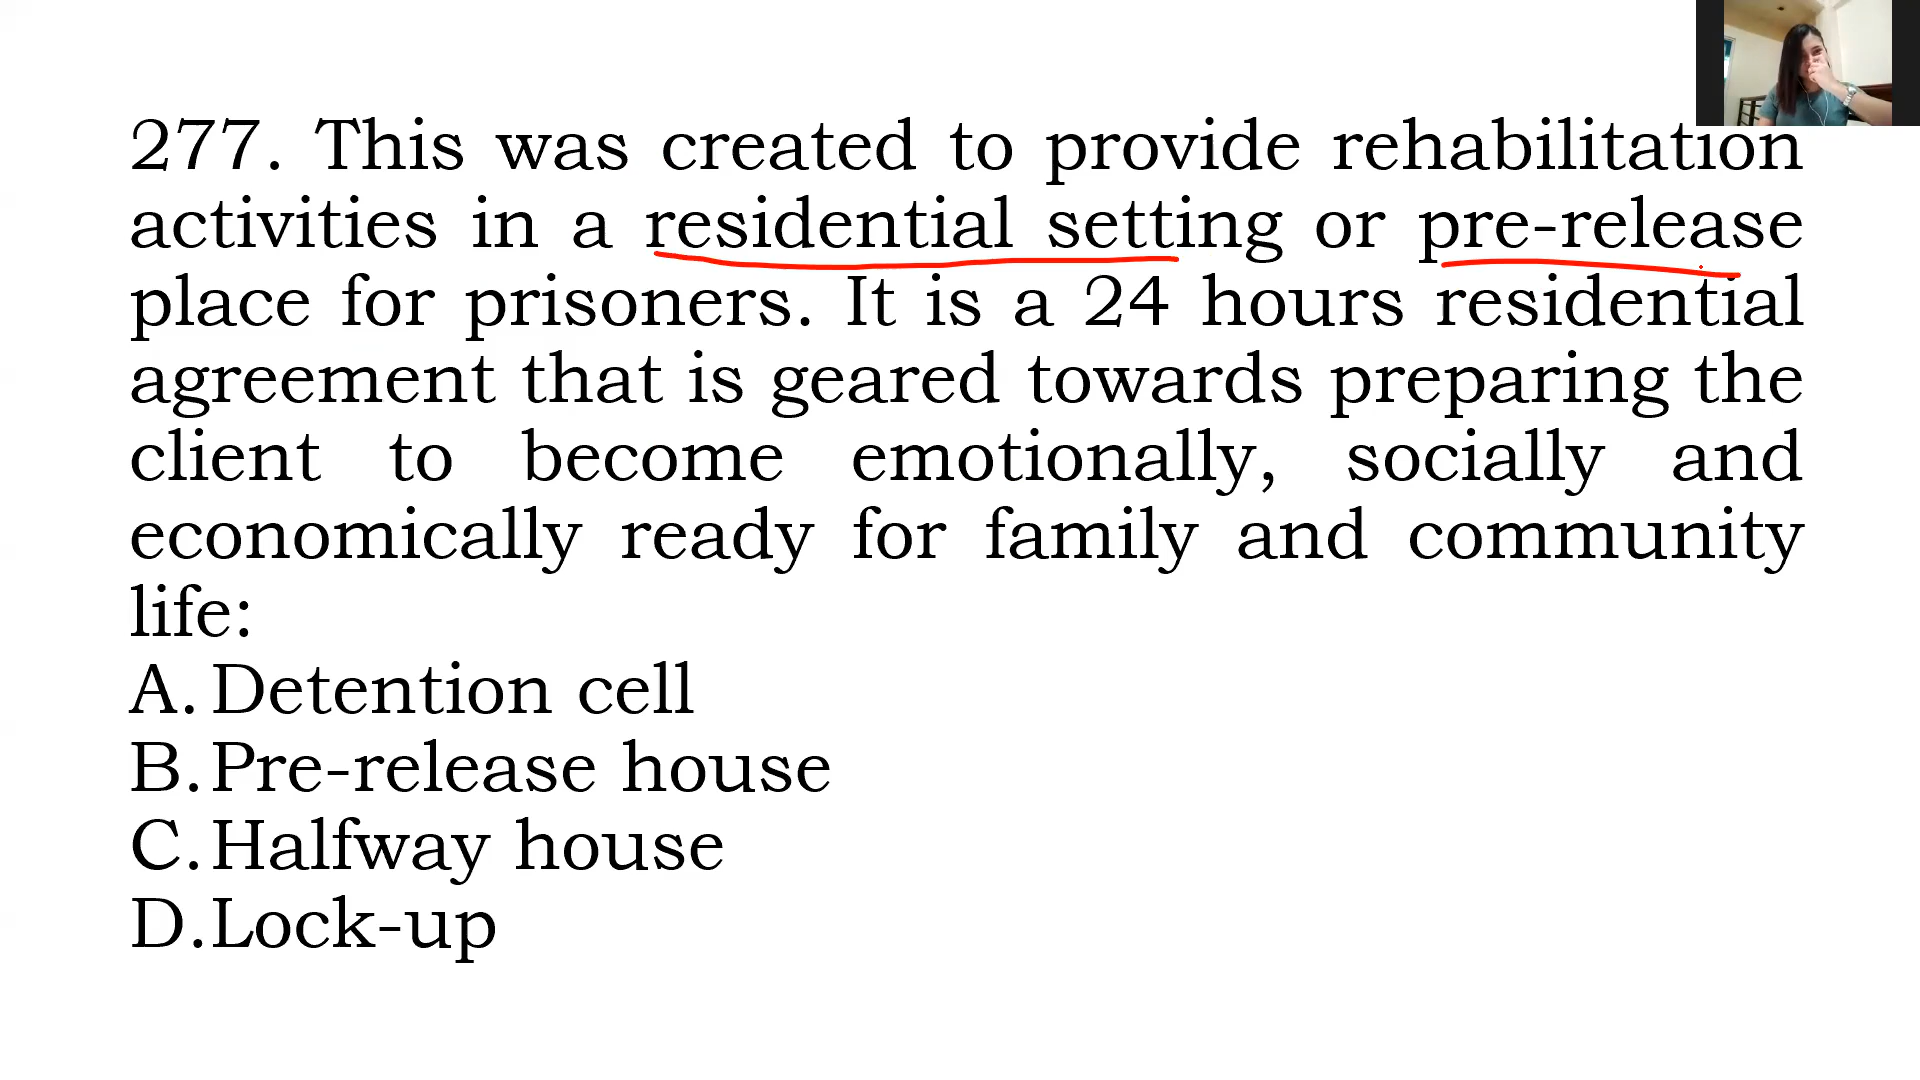 277. This was created to provide rehabilitation
activities in a residential setting or pre-release
place for prisoners. It is a 24 hours residential
agreement that is geared towards preparing the
client to become emotionally, socially and
economically ready for family and community
life:
A. Detention cell
B. Pre-release house
C. Halfway house
D. Lock-up